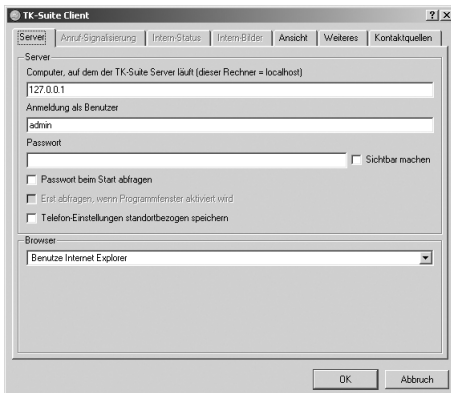 TK-Suite Client
Server Anruf-Signalisierung Intern-Status Intern-Bilder Ansicht Weiteres Kontaktquellen
Server
Computer, auf dem der TK-Suite Server läuft (dieser Rechner = localhost)
127.0.0.1
Anmeldung als Benutzer
admin
Passwort
Sichtbar machen
Passwort beim Start abfragen
Erst abfragen, wenn Programmfenster aktiviert wird
Telefon-Einstellungen standortbezogen speichern
Browser
Benutze Internet Explorer
OK Abbruch